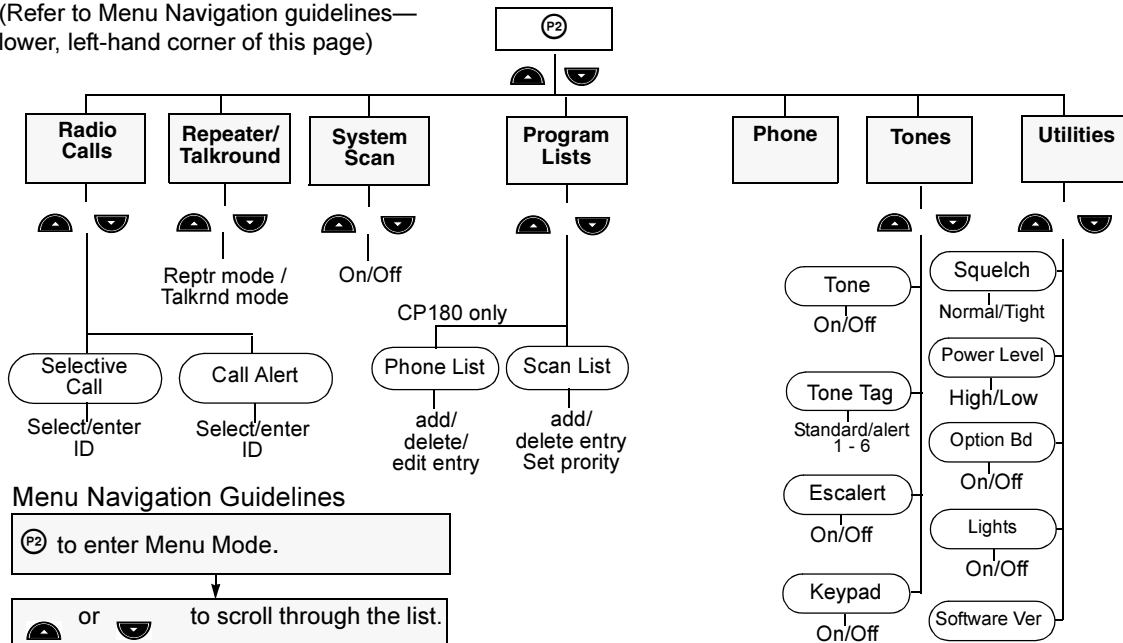 (Refer to Menu Navigation guidelines—
lower, left-hand corner of this page)
P2
Radio
Calls
Repeater/
Talkround
System
Scan
Program
Lists
Phone
Tones
Utilities
Reptr mode /
Talkrnd mode
On/Off
CP180 only
Selective
Call
Select/enter
ID
Call Alert
Select/enter
ID
Phone List
add/
delete/
edit entry
Scan List
add/
delete entry
Set prority
Tone
On/Off
Tone Tag
Standard/alert
1 - 6
Escalert
On/Off
Keypad
On/Off
Squelch
Normal/Tight
Power Level
High/Low
Option Bd
On/Off
Lights
On/Off
Software Ver
Menu Navigation Guidelines
P2 to enter Menu Mode.
or to scroll through the list.